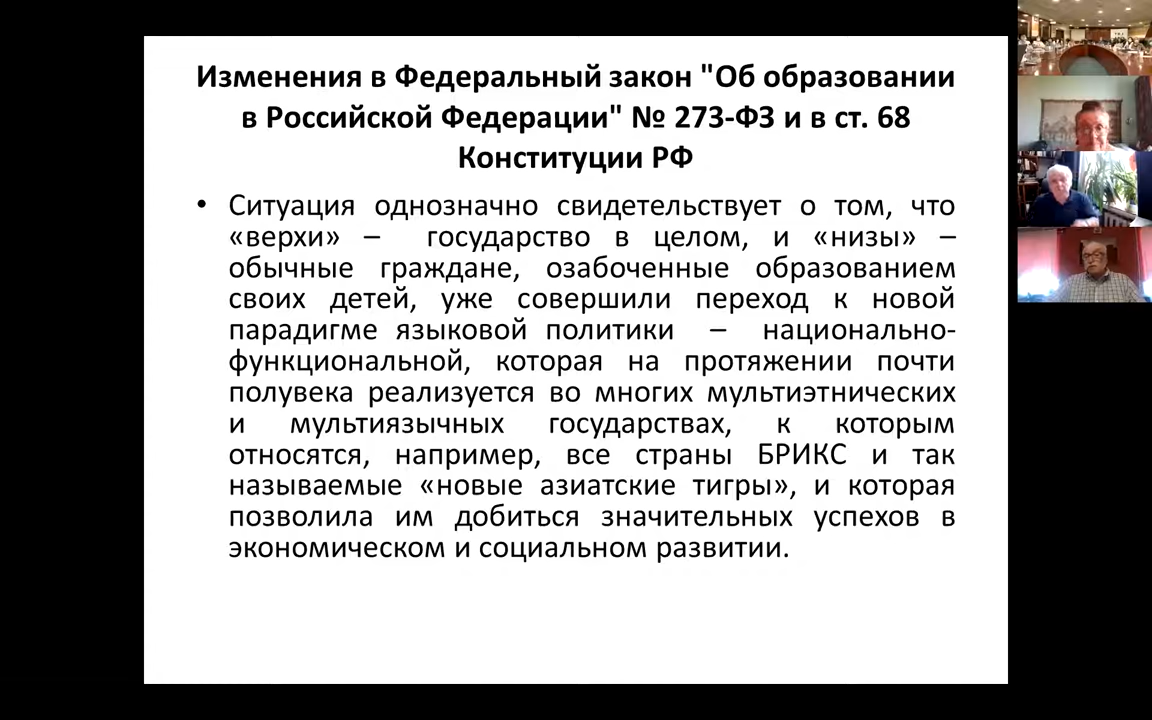 Изменения в Федеральный закон "Об образовании
в Российской Федерации" № 273-ФЗ и в ст. 68
Конституции РФ
• Ситуация однозначно свидетельствует о том, что
«верхи» – государство в целом, и «низы» –
обычные граждане, озабоченные образованием
своих детей, уже совершили переход к новой
парадигме языковой политики – национально-
функциональной, которая на протяжении почти
полувека реализуется во многих мультиэтнических
и мультиязычных государствах, к которым
относятся, например, все страны БРИКС и так
называемые «новые азиатские тигры», и которая
позволила им добиться значительных успехов в
экономическом и социальном развитии.